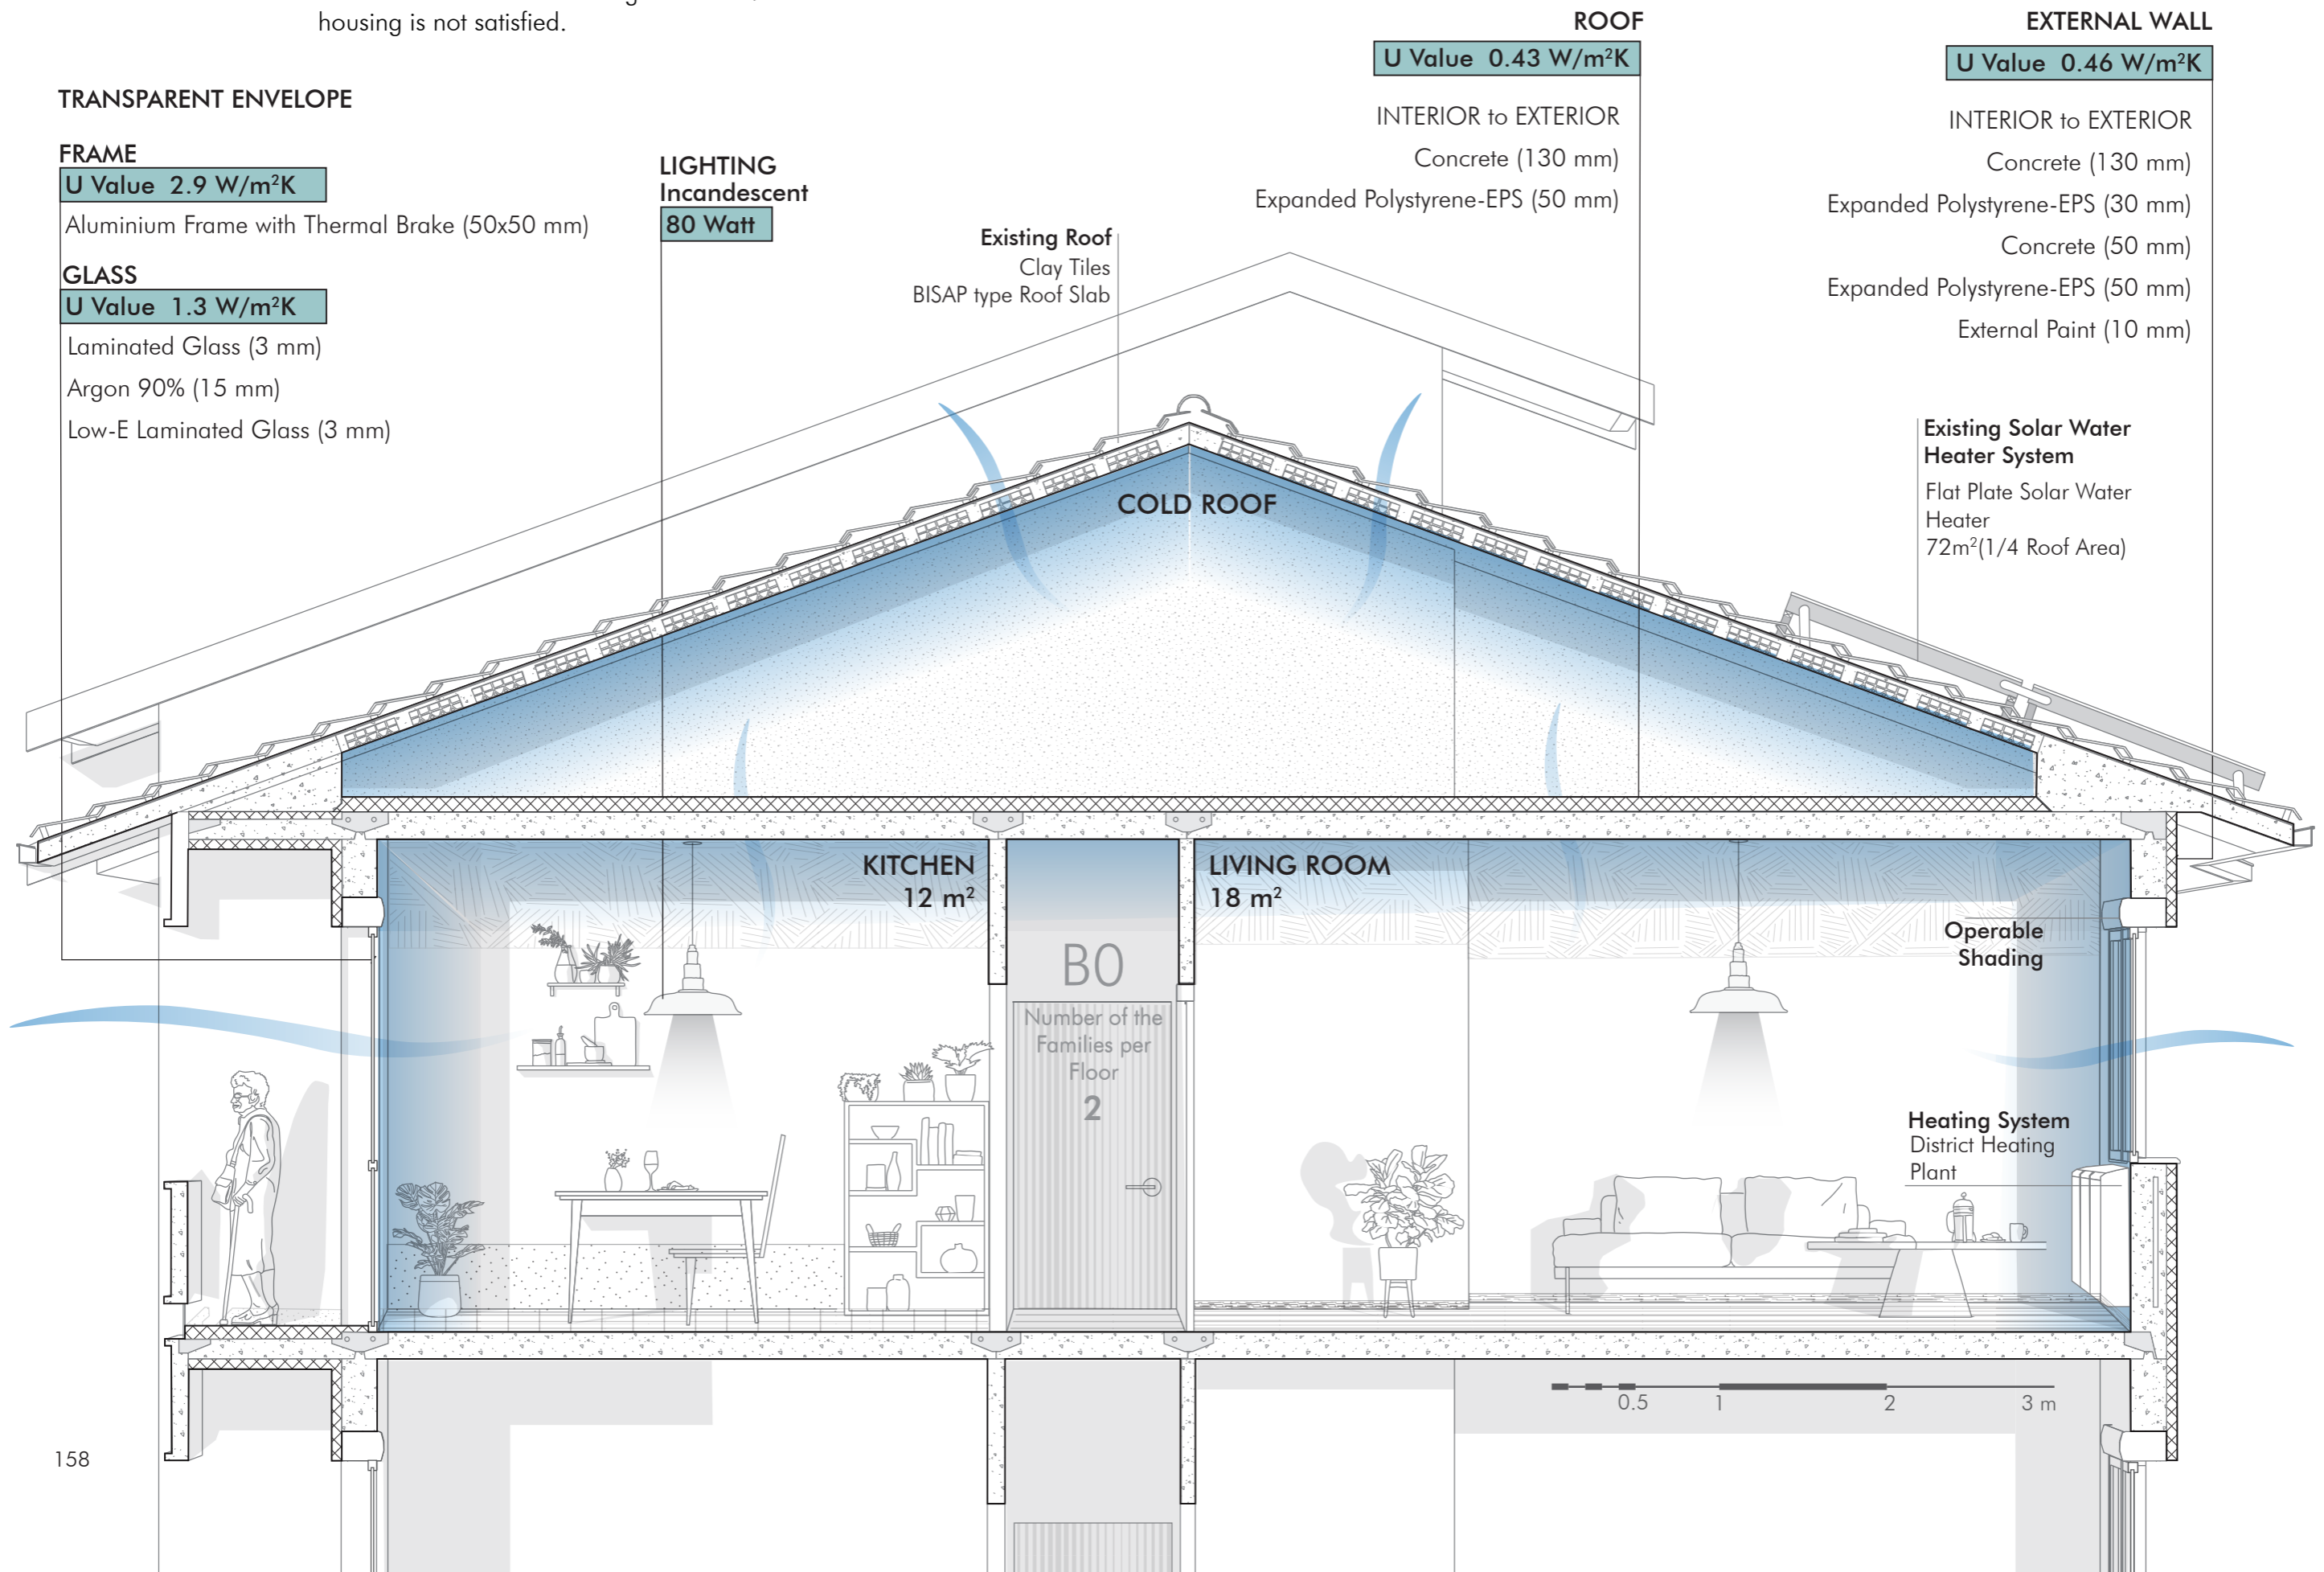 housing is not satisfied.
TRANSPARENT ENVELOPE
FRAME
U Value 2.9 W/m²K
Aluminium Frame with Thermal Brake (50x50 mm)
GLASS
U Value 1.3 W/m²K
Laminated Glass (3 mm)
Argon 90% (15 mm)
Low-E Laminated Glass (3 mm)
LIGHTING
Incandescent
80 Watt
Existing Roof
Clay Tiles
BISAP type Roof Slab
ROOF
U Value 0.43 W/m²K
INTERIOR to EXTERIOR
Concrete (130 mm)
Expanded Polystyrene-EPS (50 mm)
EXTERNAL WALL
U Value 0.46 W/m²K
INTERIOR to EXTERIOR
Concrete (130 mm)
Expanded Polystyrene-EPS (30 mm)
Concrete (50 mm)
Expanded Polystyrene-EPS (50 mm)
External Paint (10 mm)
Existing Solar Water
Heater System
Flat Plate Solar Water
Heater
72m²(1/4 Roof Area)
COLD ROOF
KITCHEN
12 m²
LIVING ROOM
18 m²
B0
Number of the
Families per
Floor
2
Operable
Shading
Heating System
District Heating
Plant
0.5 1 2 3 m
158